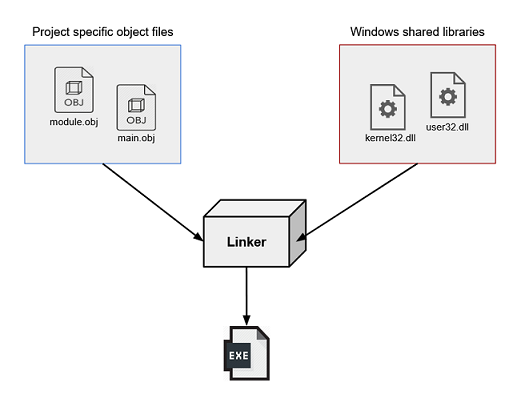 Project specific object files
Windows shared libraries
OBJ
module.obj
OBJ
main.obj
kernel32.dll
user32.dll
Linker
EXE